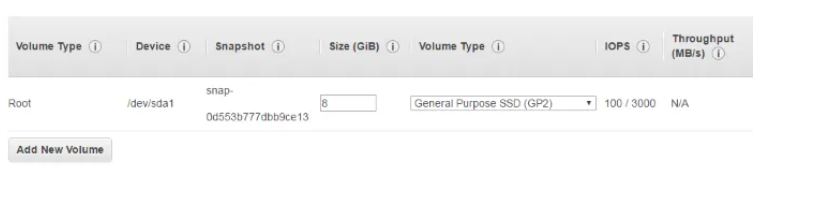 Volume Type Device Snapshot Size (GiB) Volume Type IOPS Throughput (MB/s)
Root /dev/sda1 snap-0d553b777dbb9ce13 8 General Purpose SSD (GP2) 100 / 3000 N/A
Add New Volume